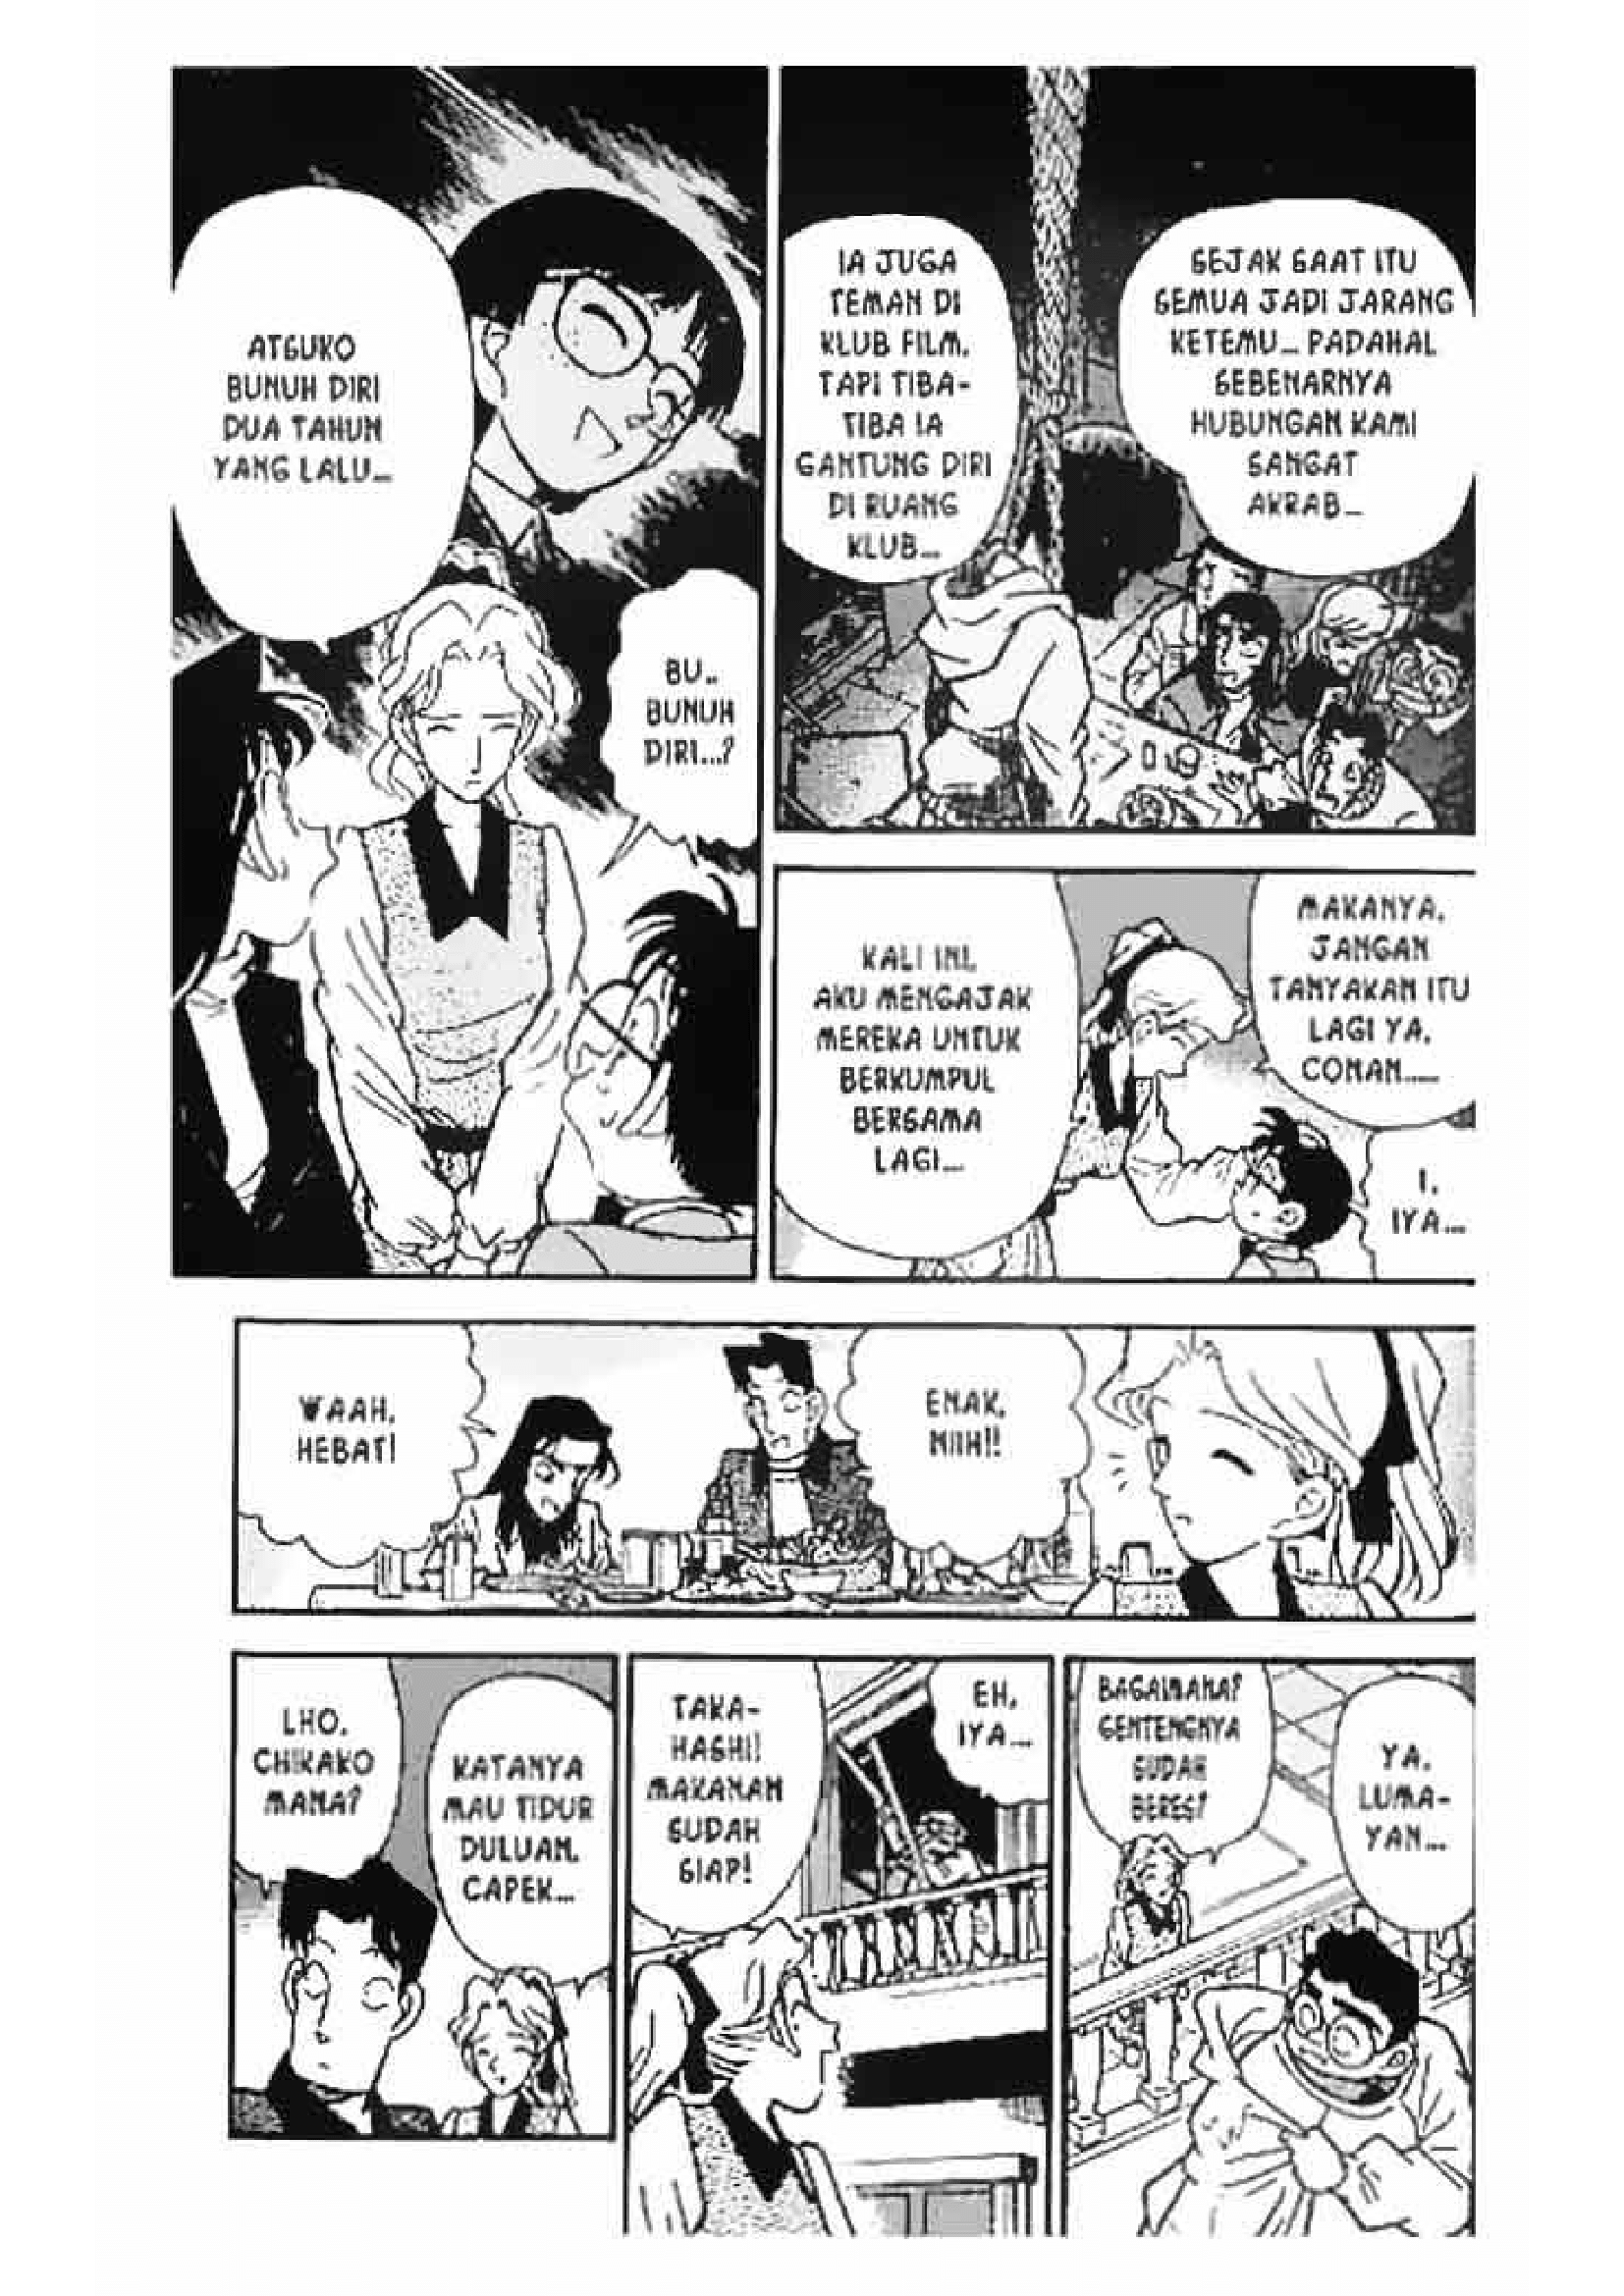 ATSUKO
BUNUH DIRI
DUA TAHUN
YANG LALU...
BU..
BUNUH
DIRI...?
IA JUGA
TEMAN DI
KLUB FILM.
TAPI TIBA-
TIBA IA
GANTUNG DIRI
DI RUANG
KLUB...
SEJAK SAAT ITU
SEMUA JADI JARANG
KETEMU... PADAHAL
SEBENARNYA
HUBUNGAN KAMI
SANGAT
AKRAB...
KALI INI,
AKU MENGAJAK
MEREKA UNTUK
BERKUMPUL
BERSAMA
LAGI...
MAKANYA,
JANGAN
TANYAKAN ITU
LAGI YA,
CONAN......
I,
IYA...
WAAH,
HEBAT!
ENAK,
NIIH!!
LHO,
CHIKAKO
MANA?
KATANYA
MAU TIDUR
DULUAN,
CAPEK...
TAKA-
HASHI!
MAKANAN
SUDAH
SIAP!
EH,
IYA...
BAGAIMANA?
GENTENGNYA
SUDAH
BERES?
YA,
LUMA-
YAN...